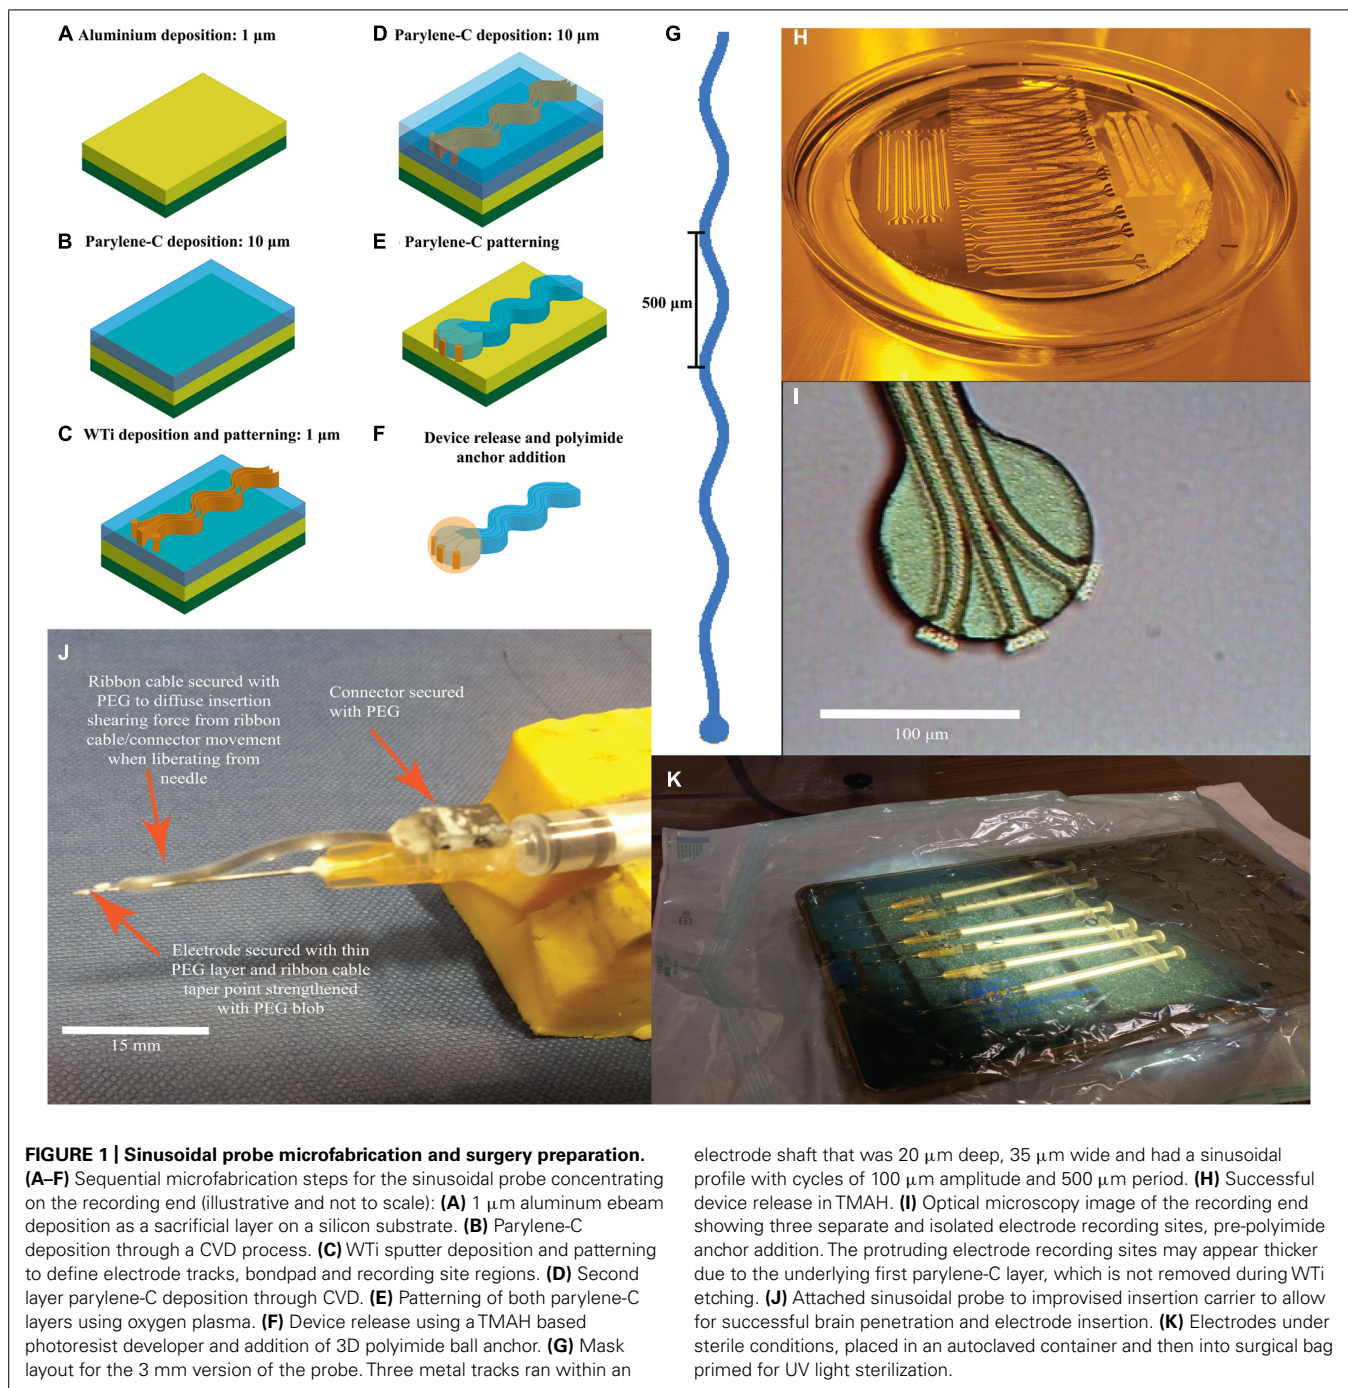 A Aluminium deposition: 1 µm
B Parylene-C deposition: 10 µm
C WTi deposition and patterning: 1 µm
D Parylene-C deposition: 10 µm
E Parylene-C patterning
F Device release and polyimide
anchor addition
G
500 µm
H
I
100 µm
J
Ribbon cable secured with
PEG to diffuse insertion
shearing force from ribbon
cable/connector movement
when liberating from
needle
Connector secured
with PEG
Electrode secured with thin
PEG layer and ribbon cable
taper point strengthened
with PEG blob
15 mm
K
FIGURE 1 | Sinusoidal probe microfabrication and surgery preparation.
(A–F) Sequential microfabrication steps for the sinusoidal probe concentrating
on the recording end (illustrative and not to scale): (A) 1 µm aluminum ebeam
deposition as a sacrificial layer on a silicon substrate. (B) Parylene-C
deposition through a CVD process. (C) WTi sputter deposition and patterning
to define electrode tracks, bondpad and recording site regions. (D) Second
layer parylene-C deposition through CVD. (E) Patterning of both parylene-C
layers using oxygen plasma. (F) Device release using a TMAH based
photoresist developer and addition of 3D polyimide ball anchor. (G) Mask
layout for the 3 mm version of the probe. Three metal tracks ran within an
electrode shaft that was 20 µm deep, 35 µm wide and had a sinusoidal
profile with cycles of 100 µm amplitude and 500 µm period. (H) Successful
device release in TMAH. (I) Optical microscopy image of the recording end
showing three separate and isolated electrode recording sites, pre-polyimide
anchor addition. The protruding electrode recording sites may appear thicker
due to the underlying first parylene-C layer, which is not removed during WTi
etching. (J) Attached sinusoidal probe to improvised insertion carrier to allow
for successful brain penetration and electrode insertion. (K) Electrodes under
sterile conditions, placed in an autoclaved container and then into surgical bag
primed for UV light sterilization.